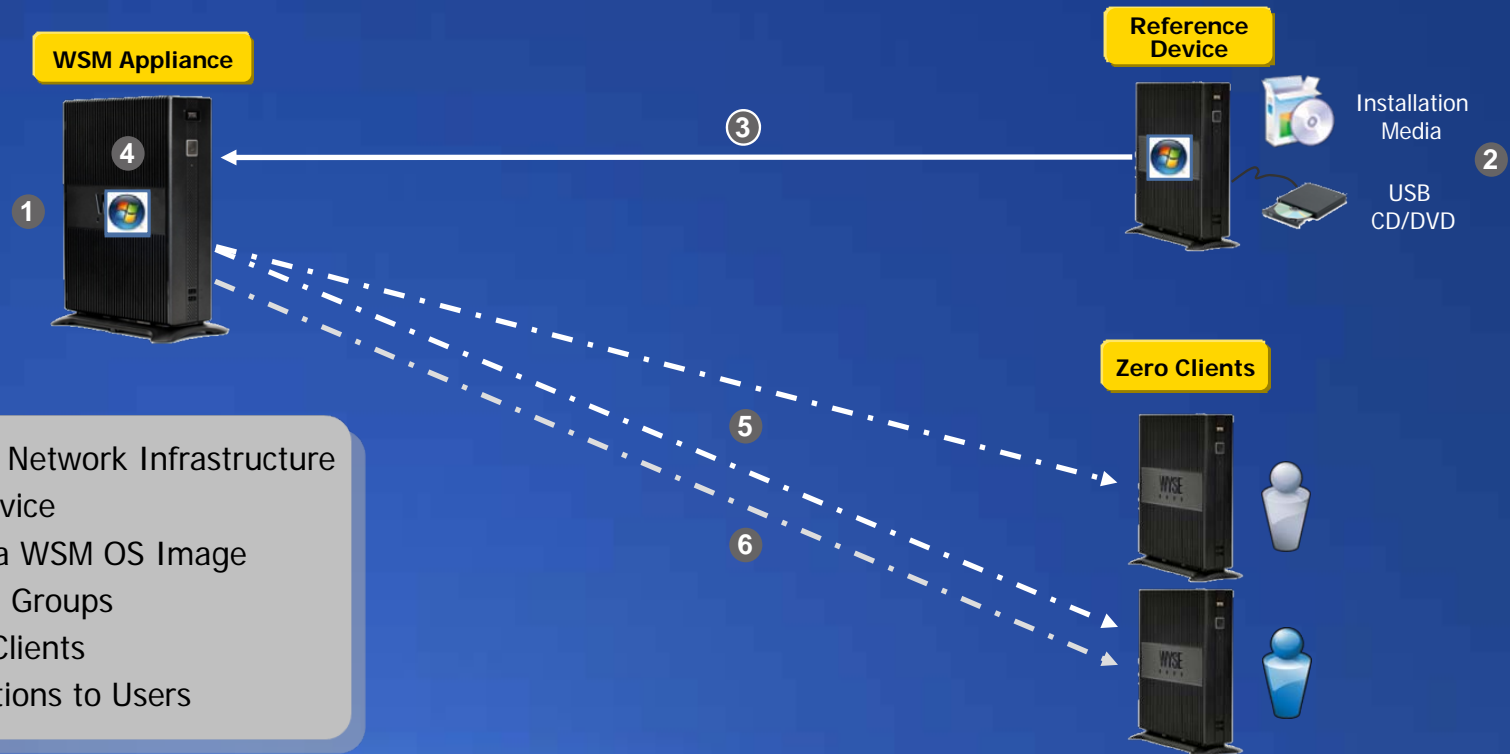 WSM Appliance
Reference
Device
Installation
Media
USB
CD/DVD
1
2
3
4
Zero Clients
5
6
WYSE
WYSE
Network Infrastructure
vice
a WSM OS Image
Groups
Clients
tions to Users